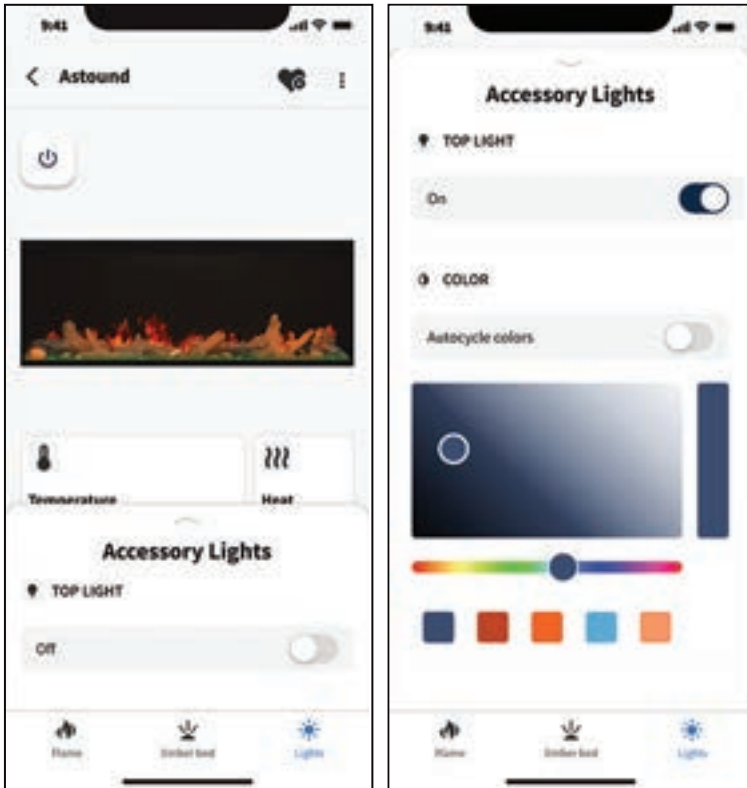 9:41
Astound
Temperature
Heat
Accessory Lights
TOP LIGHT
Off
Flame
Ember bed
Lights
9:41
Accessory Lights
TOP LIGHT
On
COLOR
Autocycle colors
Flame
Ember bed
Lights